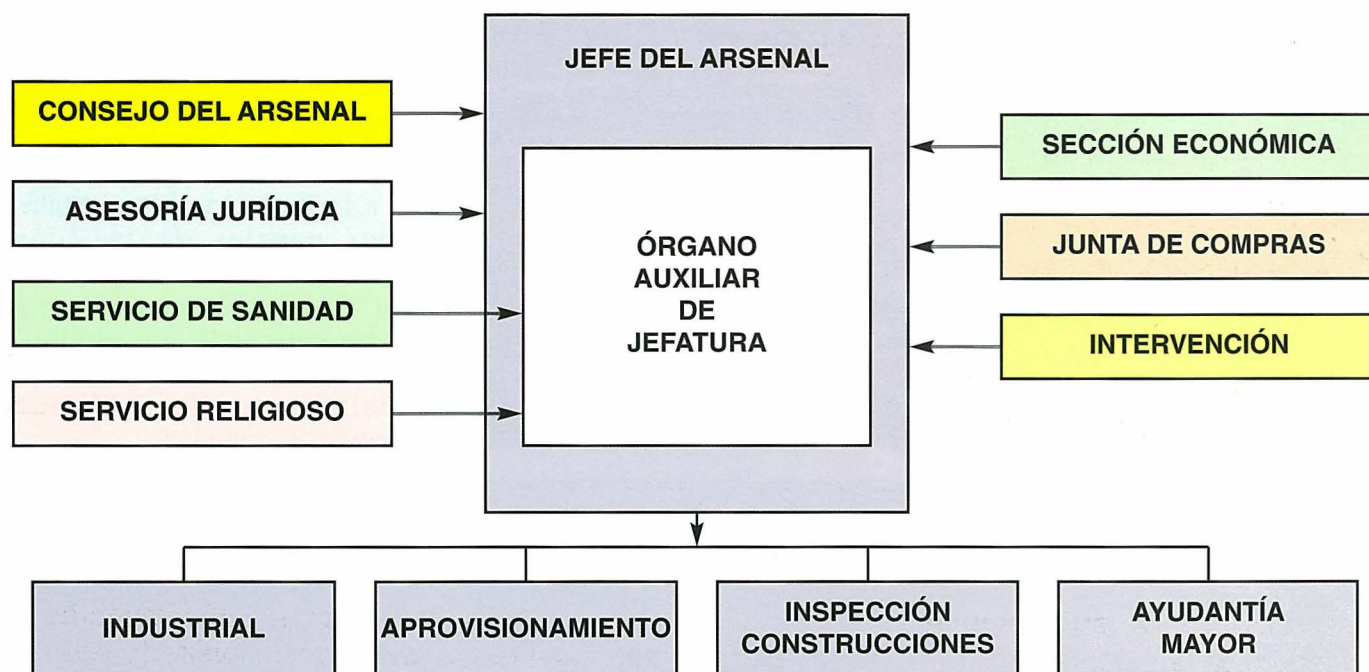 JEFE DEL ARSENAL
CONSEJO DEL ARSENAL
ASESORÍA JURÍDICA
SERVICIO DE SANIDAD
SERVICIO RELIGIOSO
ÓRGANO
AUXILIAR
DE
JEFATURA
SECCIÓN ECONÓMICA
JUNTA DE COMPRAS
INTERVENCIÓN
INDUSTRIAL
APROVISIONAMIENTO
INSPECCIÓN
CONSTRUCCIONES
AYUDANTÍA
MAYOR